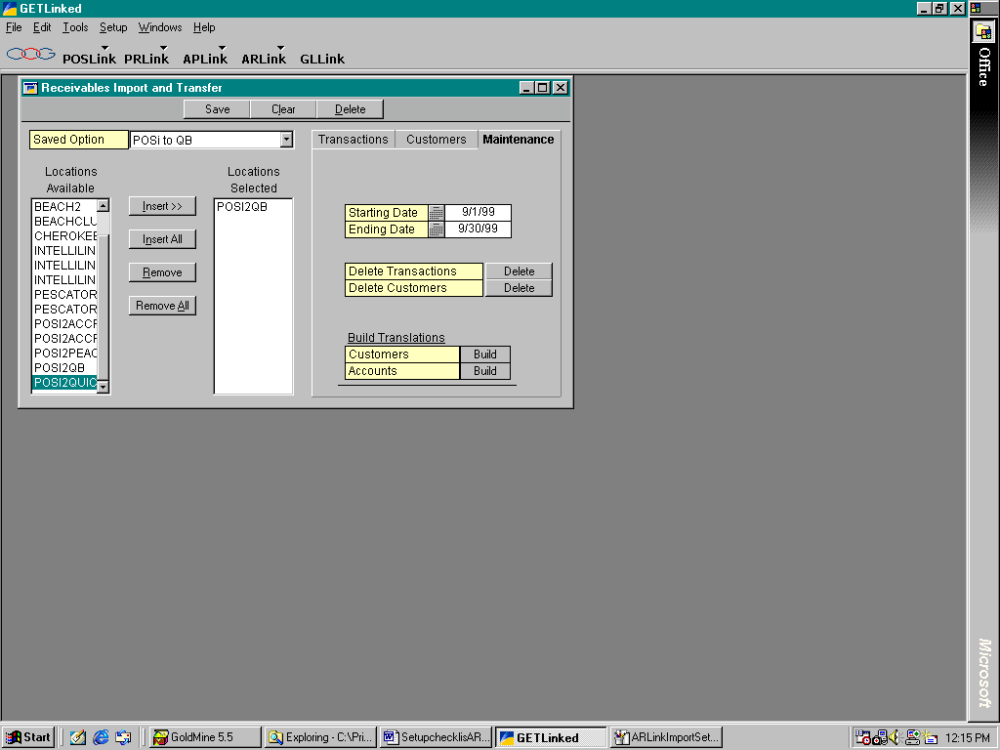 GETLinked
File Edit Tools Setup Windows Help
POSLink PRLink APLink ARLink GLLink
Receivables Import and Transfer
Save Clear Delete
Saved Option POSi to QB
Transactions Customers Maintenance
Locations Available
Locations Selected
BEACH2
BEACHCLU
CHEROKEE
INTELLILIN
INTELLILIN
INTELLILIN
PESCATOR
PESCATOR
POSI2ACCF
POSI2ACCF
POSI2PEAC
POSI2QB
POSI2QUIC
Insert >>
Insert All
Remove
Remove All
POSI2QB
Starting Date 9/1/99
Ending Date 9/30/99
Delete Transactions Delete
Delete Customers Delete
Build Translations
Customers Build
Accounts Build
Office
Microsoft
Start GoldMine 5.5 Exploring - C:\Pri... SetupchecklisAR... GETLinked ARLinkImportSet... 12:15 PM